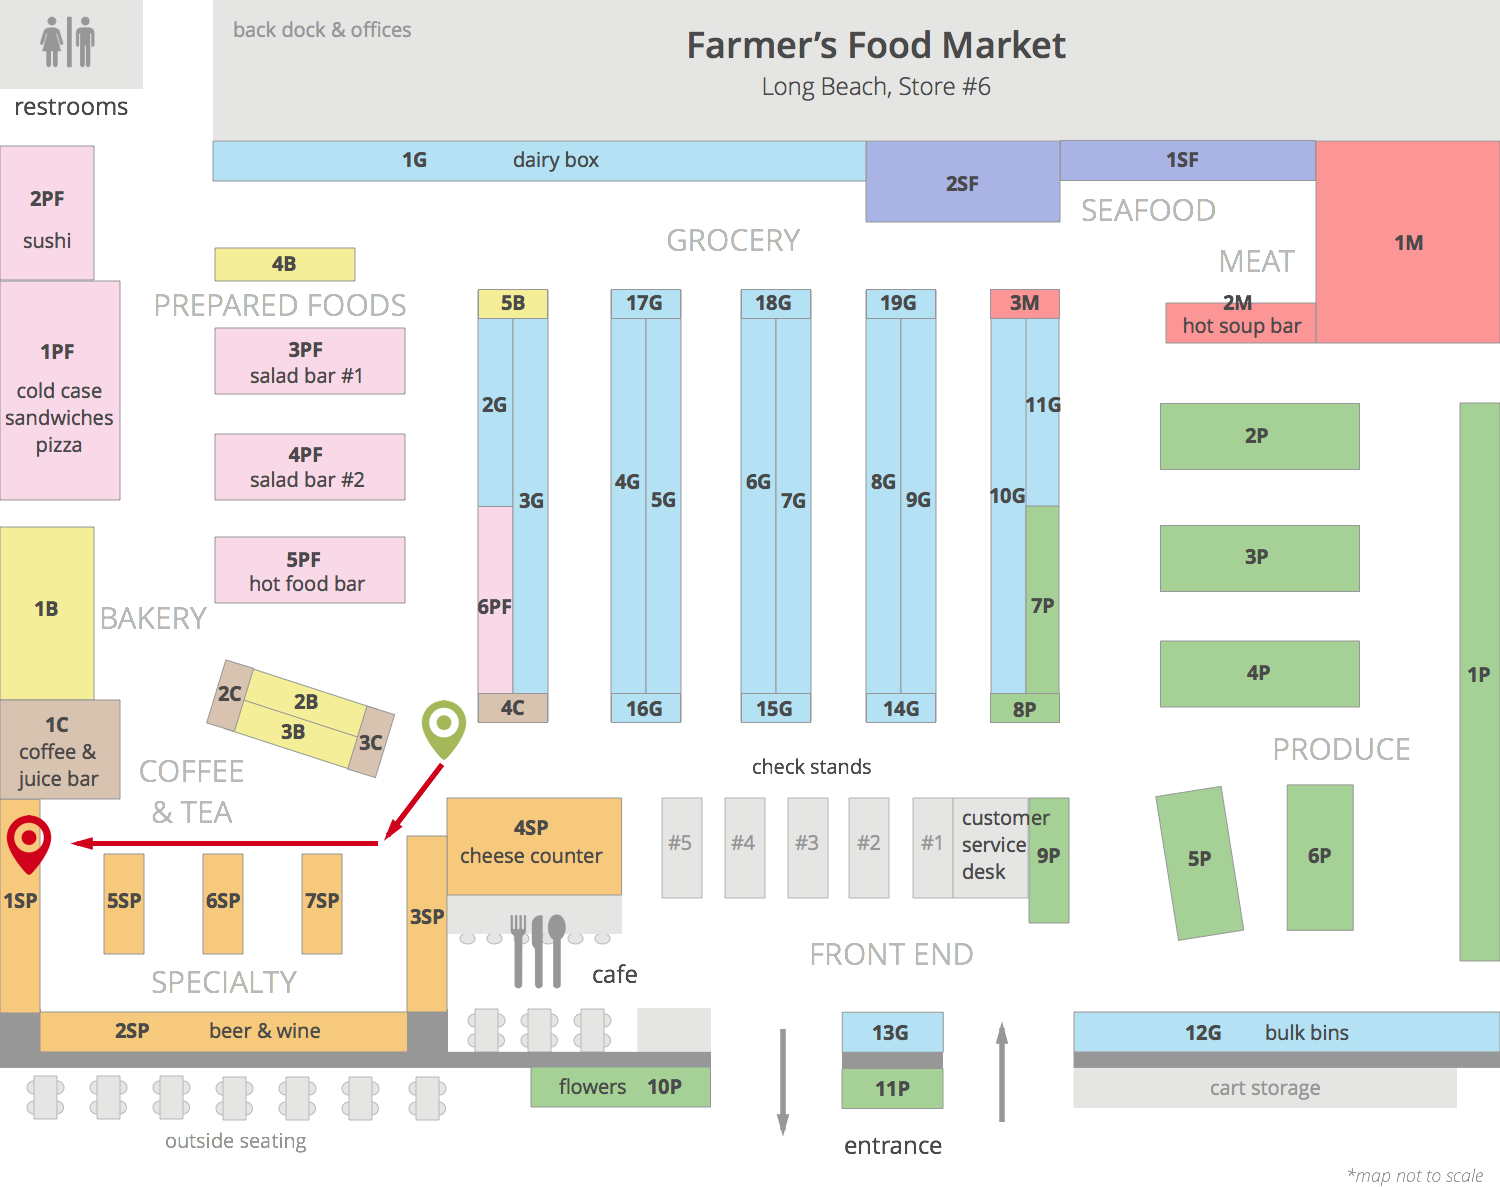 back dock & offices
Farmer's Food Market
Long Beach, Store #6
restrooms
1G dairy box
2SF
1SF
SEAFOOD
1M
MEAT
2M
hot soup bar
2PF
sushi
GROCERY
4B
PREPARED FOODS
1PF
cold case
sandwiches
pizza
3PF
salad bar #1
4PF
salad bar #2
5PF
hot food bar
5B
2G
3G
6PF
4C
17G
4G
5G
16G
18G
6G
7G
15G
19G
8G
9G
14G
3M
11G
10G
7P
8P
2P
3P
4P
1P
PRODUCE
1B
BAKERY
2C
2B
3B
3C
1C
coffee &
juice bar
COFFEE
& TEA
check stands
4SP
cheese counter
#5
#4
#3
#2
#1
customer
service
desk
9P
5P
6P
1SP
5SP
6SP
7SP
3SP
SPECIALTY
FRONT END
cafe
2SP beer & wine
13G
12G bulk bins
flowers 10P
11P
cart storage
outside seating
entrance
*map not to scale